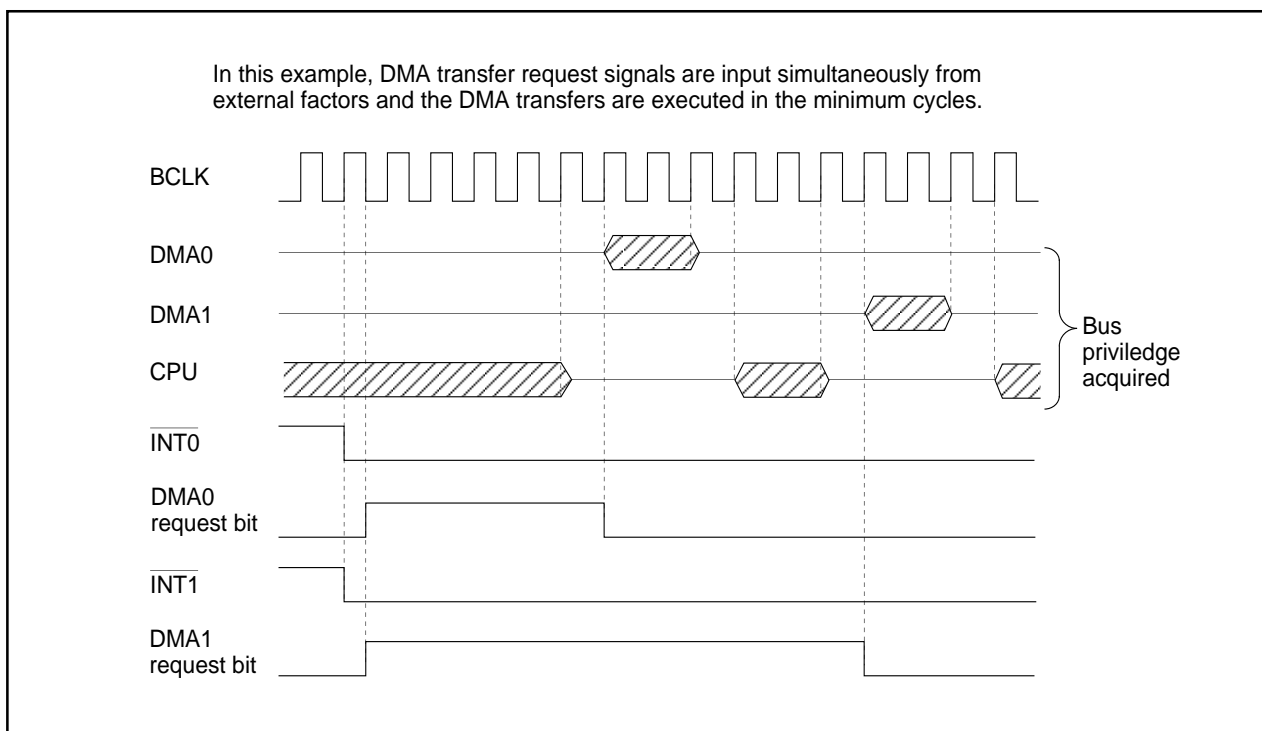 In this example, DMA transfer request signals are input simultaneously from
external factors and the DMA transfers are executed in the minimum cycles.
BCLK
DMA0
DMA1
CPU
Bus
priviledge
acquired
INT0
DMA0
request bit
INT1
DMA1
request bit